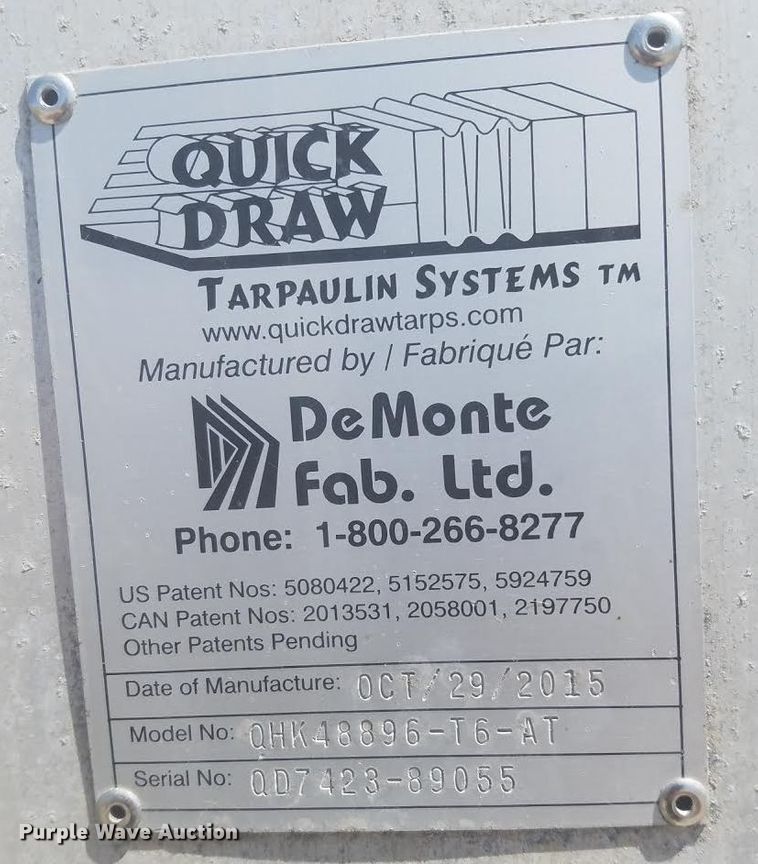 QUICK
DRAW
TARPAULIN SYSTEMS TM
www.quickdrawtarps.com
Manufactured by / Fabriqué Par:
DeMonte
Fab. Ltd.
Phone: 1-800-266-8277
US Patent Nos: 5080422, 5152575, 5924759
CAN Patent Nos: 2013531, 2058001, 2197750
Other Patents Pending
Date of Manufacture: OCT/29/2015
Model No: QHK48896-T6-AT
Serial No: QD7423-89055
Purple Wave Auction